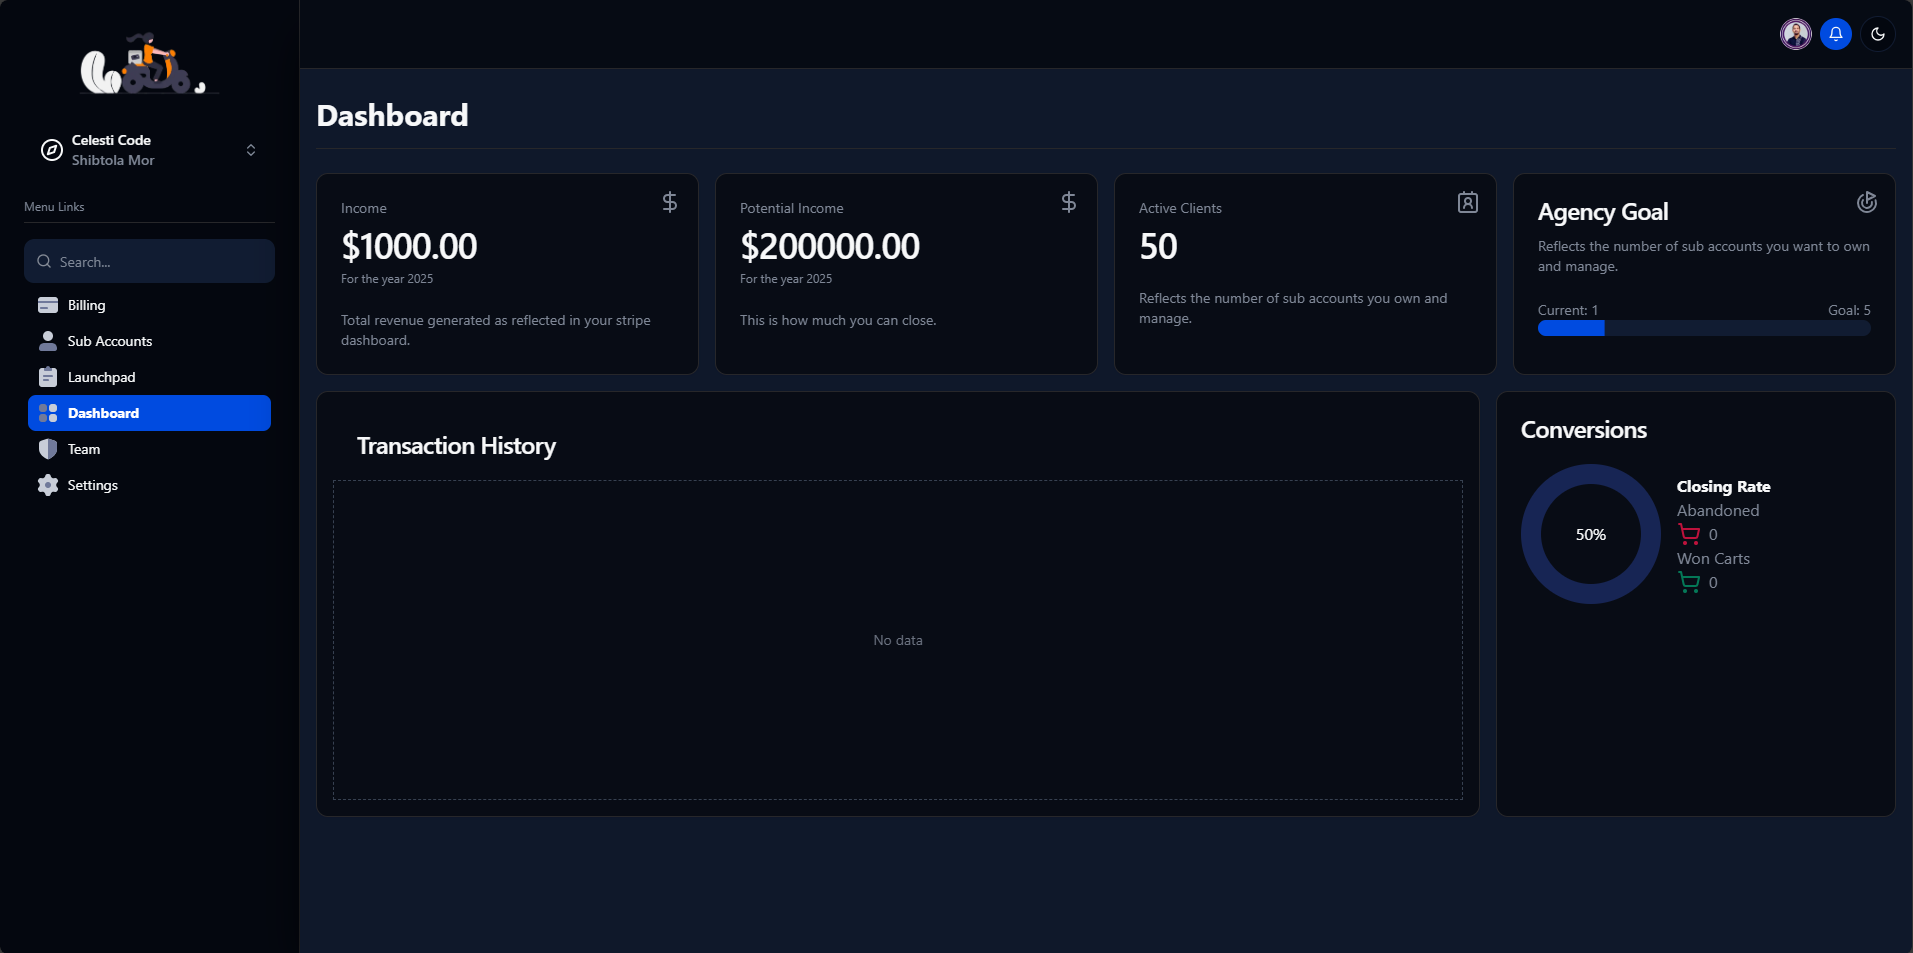 Celesti Code
Shibtola Mor
Menu Links
Search...
Billing
Sub Accounts
Launchpad
Dashboard
Team
Settings
Dashboard
Income
$1000.00
For the year 2025
Total revenue generated as reflected in your stripe
dashboard.
Potential Income
$200000.00
For the year 2025
This is how much you can close.
Active Clients
50
Reflects the number of sub accounts you own and
manage.
Agency Goal
Reflects the number of sub accounts you want to own
and manage.
Current: 1
Goal: 5
Transaction History
No data
Conversions
50%
Closing Rate
Abandoned
0
Won Carts
0